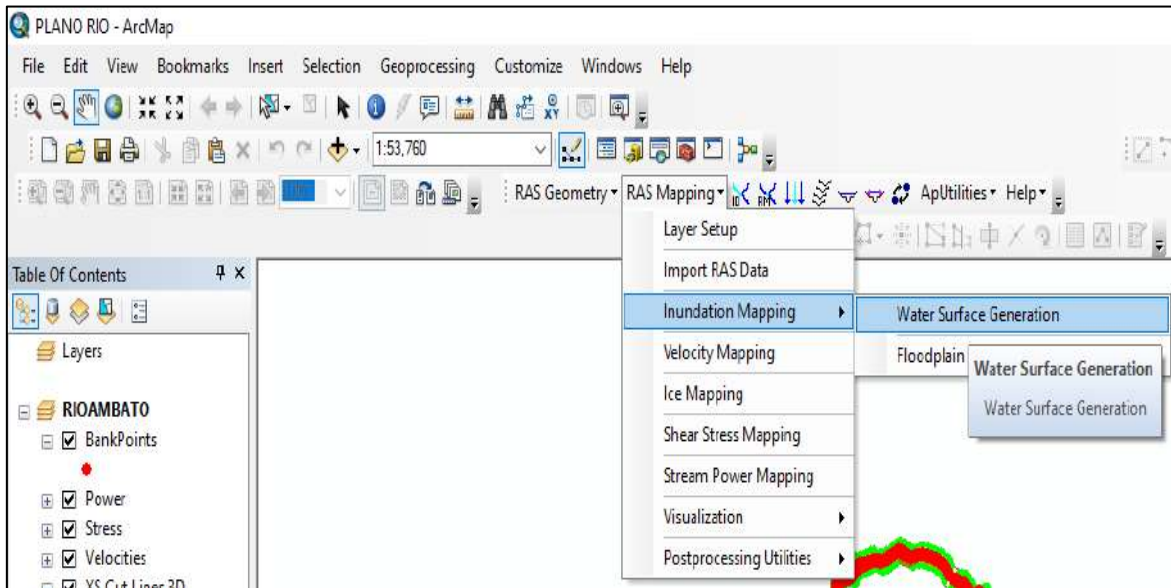 PLANO RIO - ArcMap
File Edit View Bookmarks Insert Selection Geoprocessing Customize Windows Help
1:53,760
RAS Geometry RAS Mapping ID RM ApUtilities Help
Layer Setup
Table Of Contents
Import RAS Data
Inundation Mapping Water Surface Generation
Layers
Velocity Mapping Floodplain
Water Surface Generation
Water Surface Generation
Ice Mapping
RIOAMBATO
BankPoints
Shear Stress Mapping
Stream Power Mapping
Power
Stress
Visualization
Velocities
Postprocessing Utilities
XS Cut Lines 3D